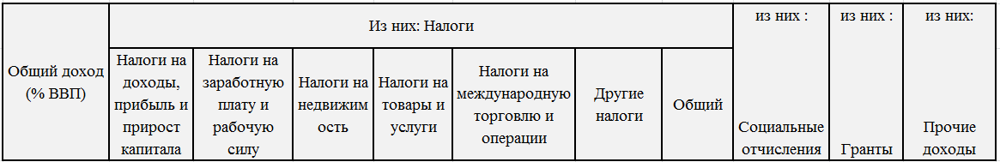 Общий доход
(% ВВП)
Из них: Налоги
Налоги на
доходы,
прибыль и
прирост
капитала
Налоги на
заработную
плату и
рабочую
силу
Налоги на
недвижим
ость
Налоги на
товары и
услуги
Налоги на
международную
торговлю и
операции
Другие
налоги
Общий
из них :
Социальные
отчисления
из них :
Гранты
из них:
Прочие
доходы